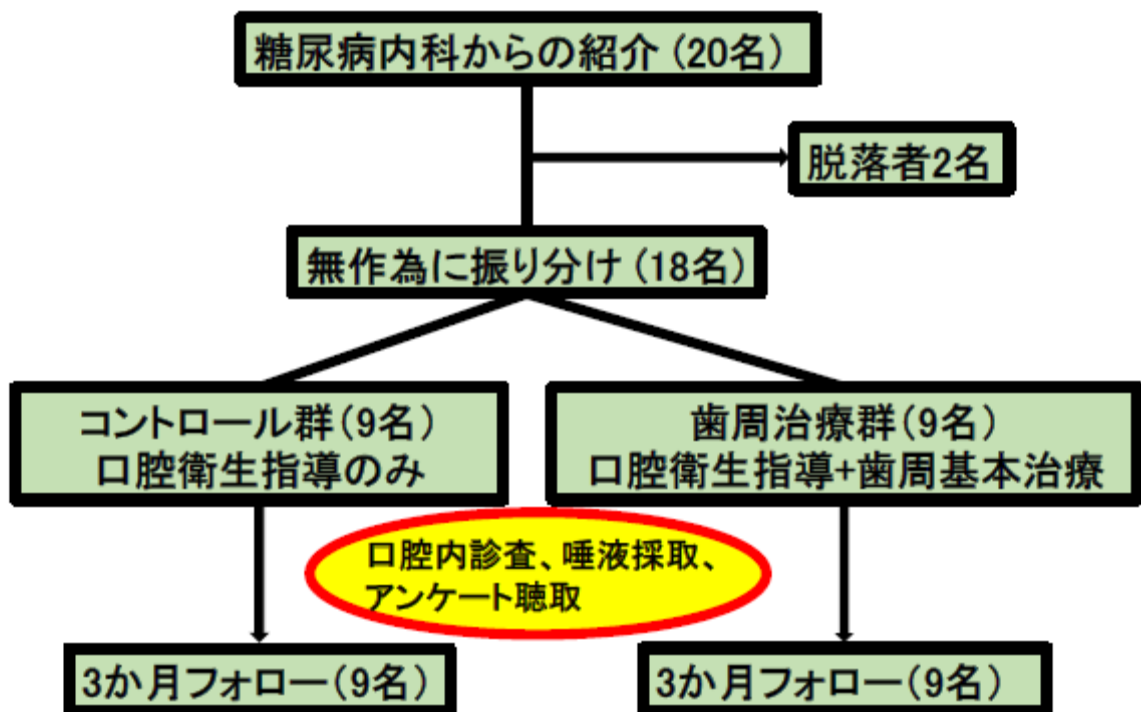 糖尿病内科からの紹介 (20名)
脱落者2名
無作為に振り分け (18名)
コントロール群(9名)
口腔衛生指導のみ
歯周治療群(9名)
口腔衛生指導+歯周基本治療
口腔内診査、唾液採取、
アンケート聴取
3か月フォロー(9名)
3か月フォロー(9名)